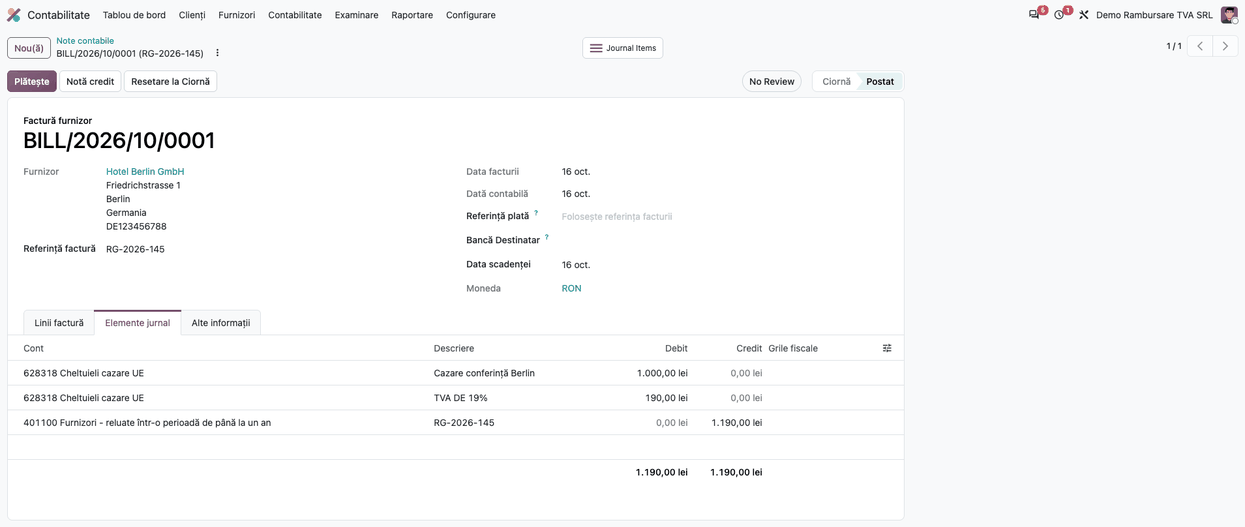 Contabilitate Tablou de bord Clienți Furnizori Contabilitate Examinare Raportare Configurare 5 1 Demo Rambursare TVA SRL
Nou(ă) Note contabile
BILL/2026/10/0001 (RG-2026-145)
Journal Items
1 / 1
Plătește Notă credit Resetare la Ciornă No Review Ciornă Postat
Factură furnizor
BILL/2026/10/0001
Furnizor Hotel Berlin GmbH
Friedrichstrasse 1
Berlin
Germania
DE123456788
Referință factură RG-2026-145
Data facturii 16 oct.
Dată contabilă 16 oct.
Referință plată ? Folosește referința facturii
Bancă Destinatar ?
Data scadenței 16 oct.
Moneda RON
Linii factură Elemente jurnal Alte informații
Cont Descriere Debit Credit Grile fiscale
628318 Cheltuieli cazare UE Cazare conferință Berlin 1.000,00 lei 0,00 lei
628318 Cheltuieli cazare UE TVA DE 19% 190,00 lei 0,00 lei
401100 Furnizori - reluate într-o perioadă de până la un an RG-2026-145 0,00 lei 1.190,00 lei
1.190,00 lei 1.190,00 lei